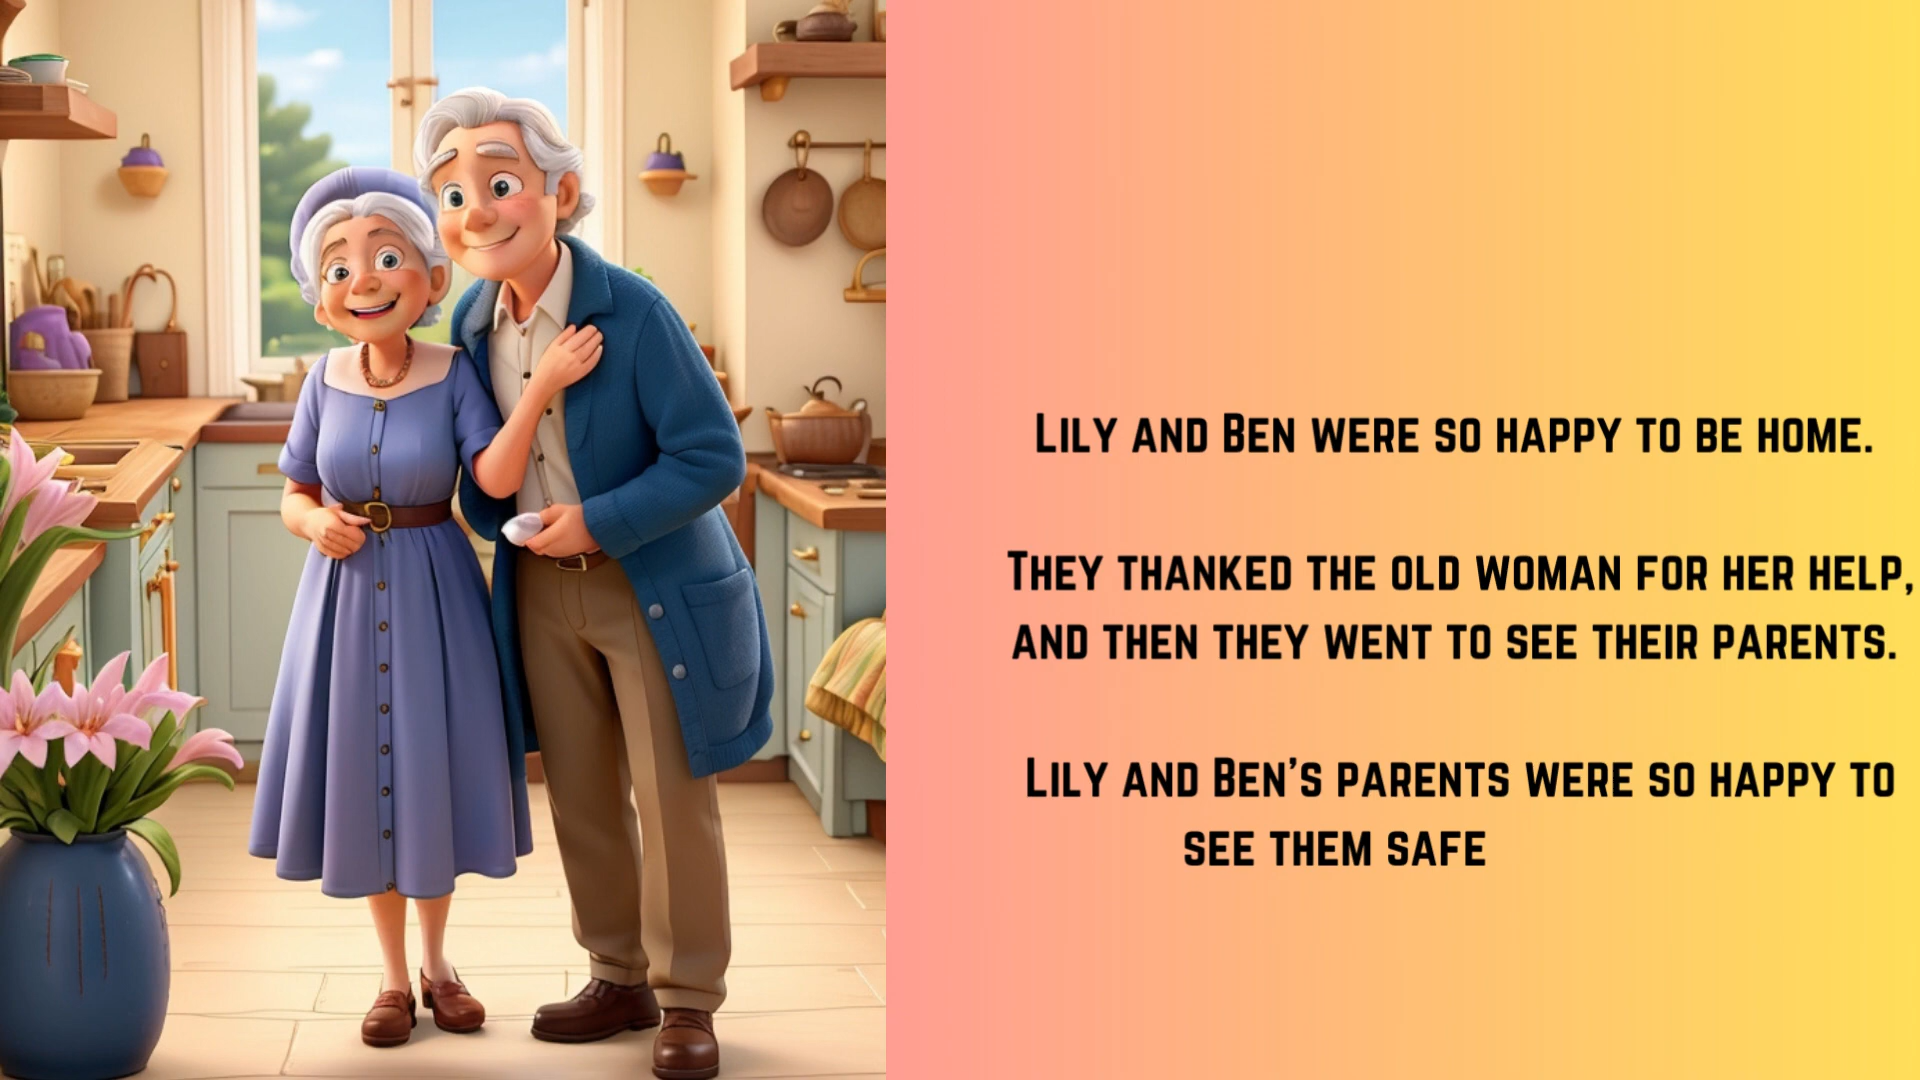 Lily and Ben were so happy to be home.
They thanked the old woman for her help,
and then they went to see their parents.
Lily and Ben's parents were so happy to
see them safe